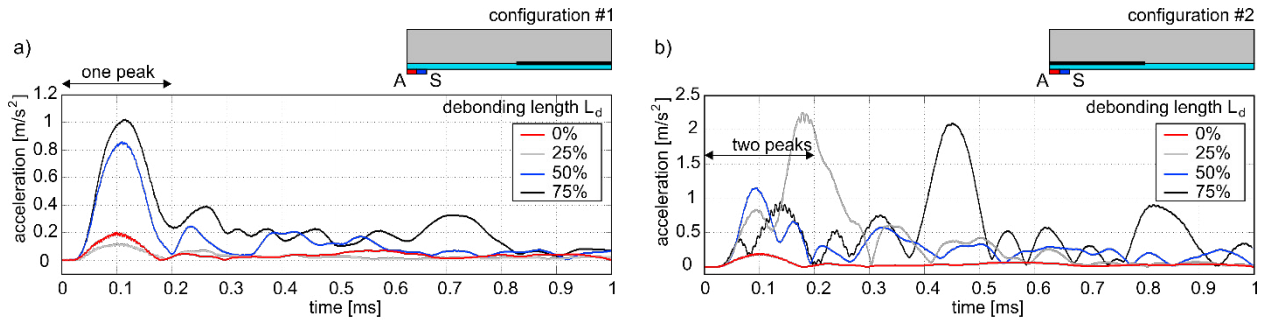 configuration #1
a)
A S
one peak
debonding length L_d
0%
25%
50%
75%
acceleration [m/s²]
1.2
1
0.8
0.6
0.4
0.2
0
0 0.1 0.2 0.3 0.4 0.5 0.6 0.7 0.8 0.9 1
time [ms]
configuration #2
b)
A S
two peaks
debonding length L_d
0%
25%
50%
75%
acceleration [m/s²]
2.5
2
1.5
1
0.5
0
0 0.1 0.2 0.3 0.4 0.5 0.6 0.7 0.8 0.9 1
time [ms]